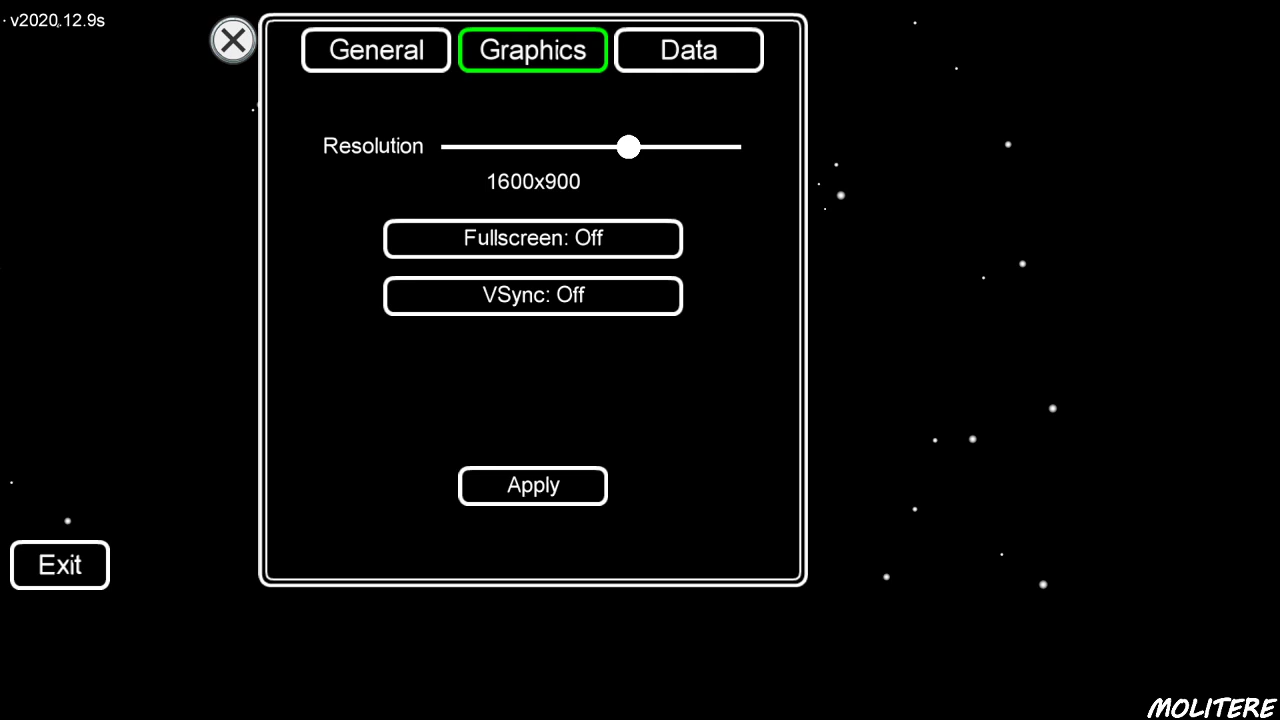 v2020.12.9s
General
Graphics
Data
Resolution
1600x900
Fullscreen: Off
VSync: Off
Apply
Exit
MOLITERE